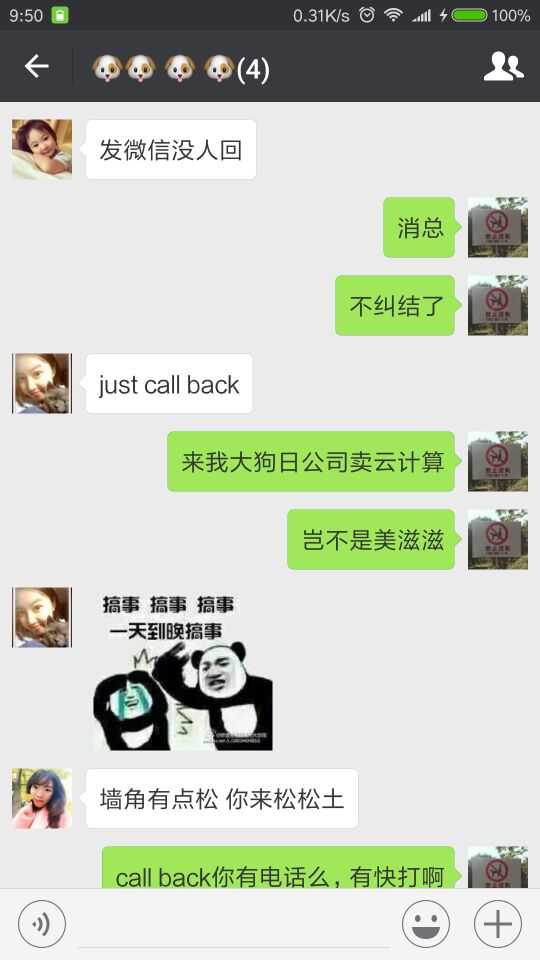 9:50
0.31K/s
100%
(4)
发微信没人回
消总
不纠结了
just call back
来我大狗日公司卖云计算
岂不是美滋滋
搞事 搞事 搞事
一天到晚搞事
墙角有点松 你来松松土
call back你有电话么，有快打啊